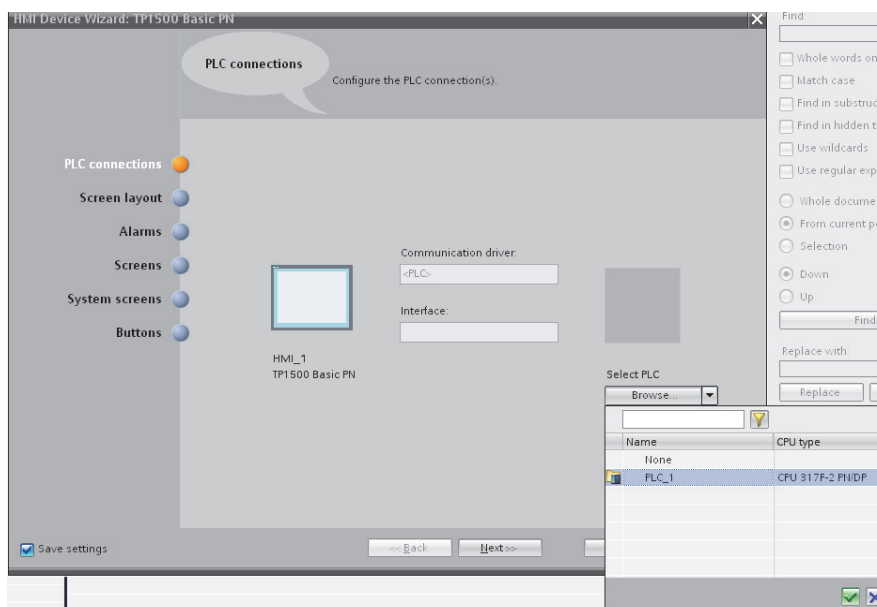 HMI Device Wizard: TP1500 Basic PN
PLC connections
Configure the PLC connection(s).
PLC connections
Screen layout
Alarms
Screens
System screens
Buttons
Communication driver:
<PLC>
Interface:
HMI_1
TP1500 Basic PN
Select PLC
Browse...
Name
CPU type
None
PLC_1
CPU 317F-2 PN/DP
Save settings
<< Back
Next >>
Find:
Whole words on
Match case
Find in substruc
Find in hidden t
Use wildcards
Use regular exp
Whole docume
From current p
Selection
Down
Up
Find
Replace with:
Replace